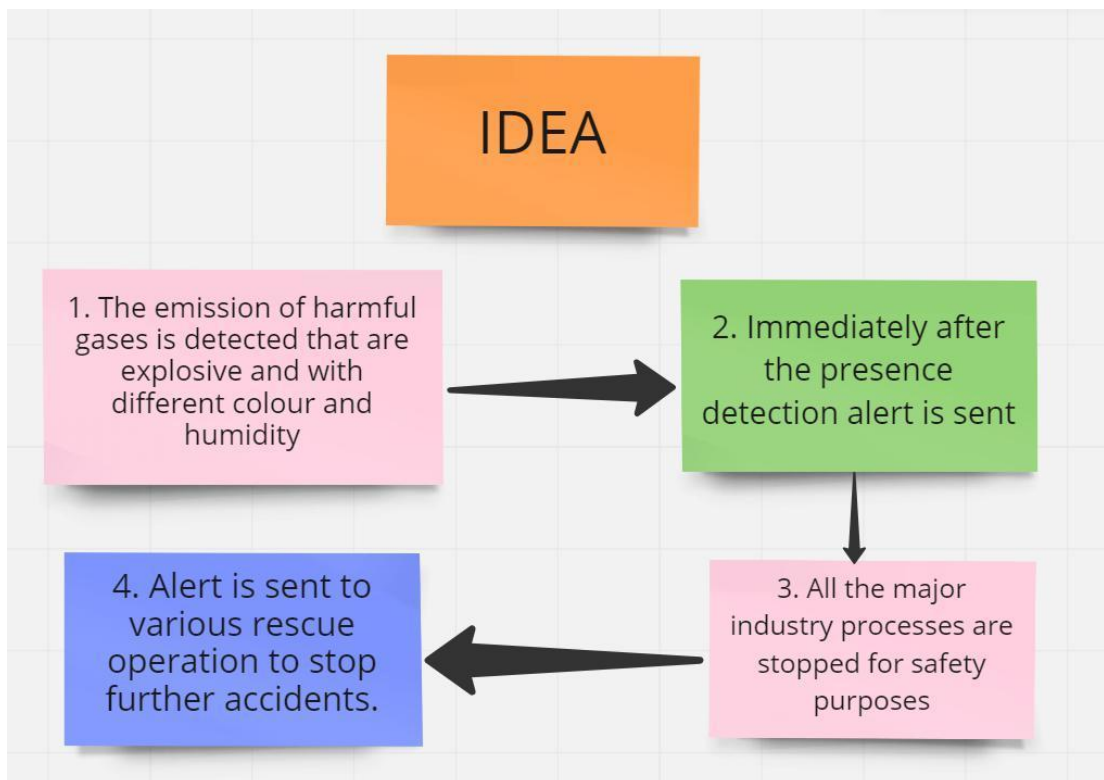 IDEA
1. The emission of harmful
gases is detected that are
explosive and with
different colour and
humidity
2. Immediately after
the presence
detection alert is sent
3. All the major
industry processes are
stopped for safety
purposes
4. Alert is sent to
various rescue
operation to stop
further accidents.